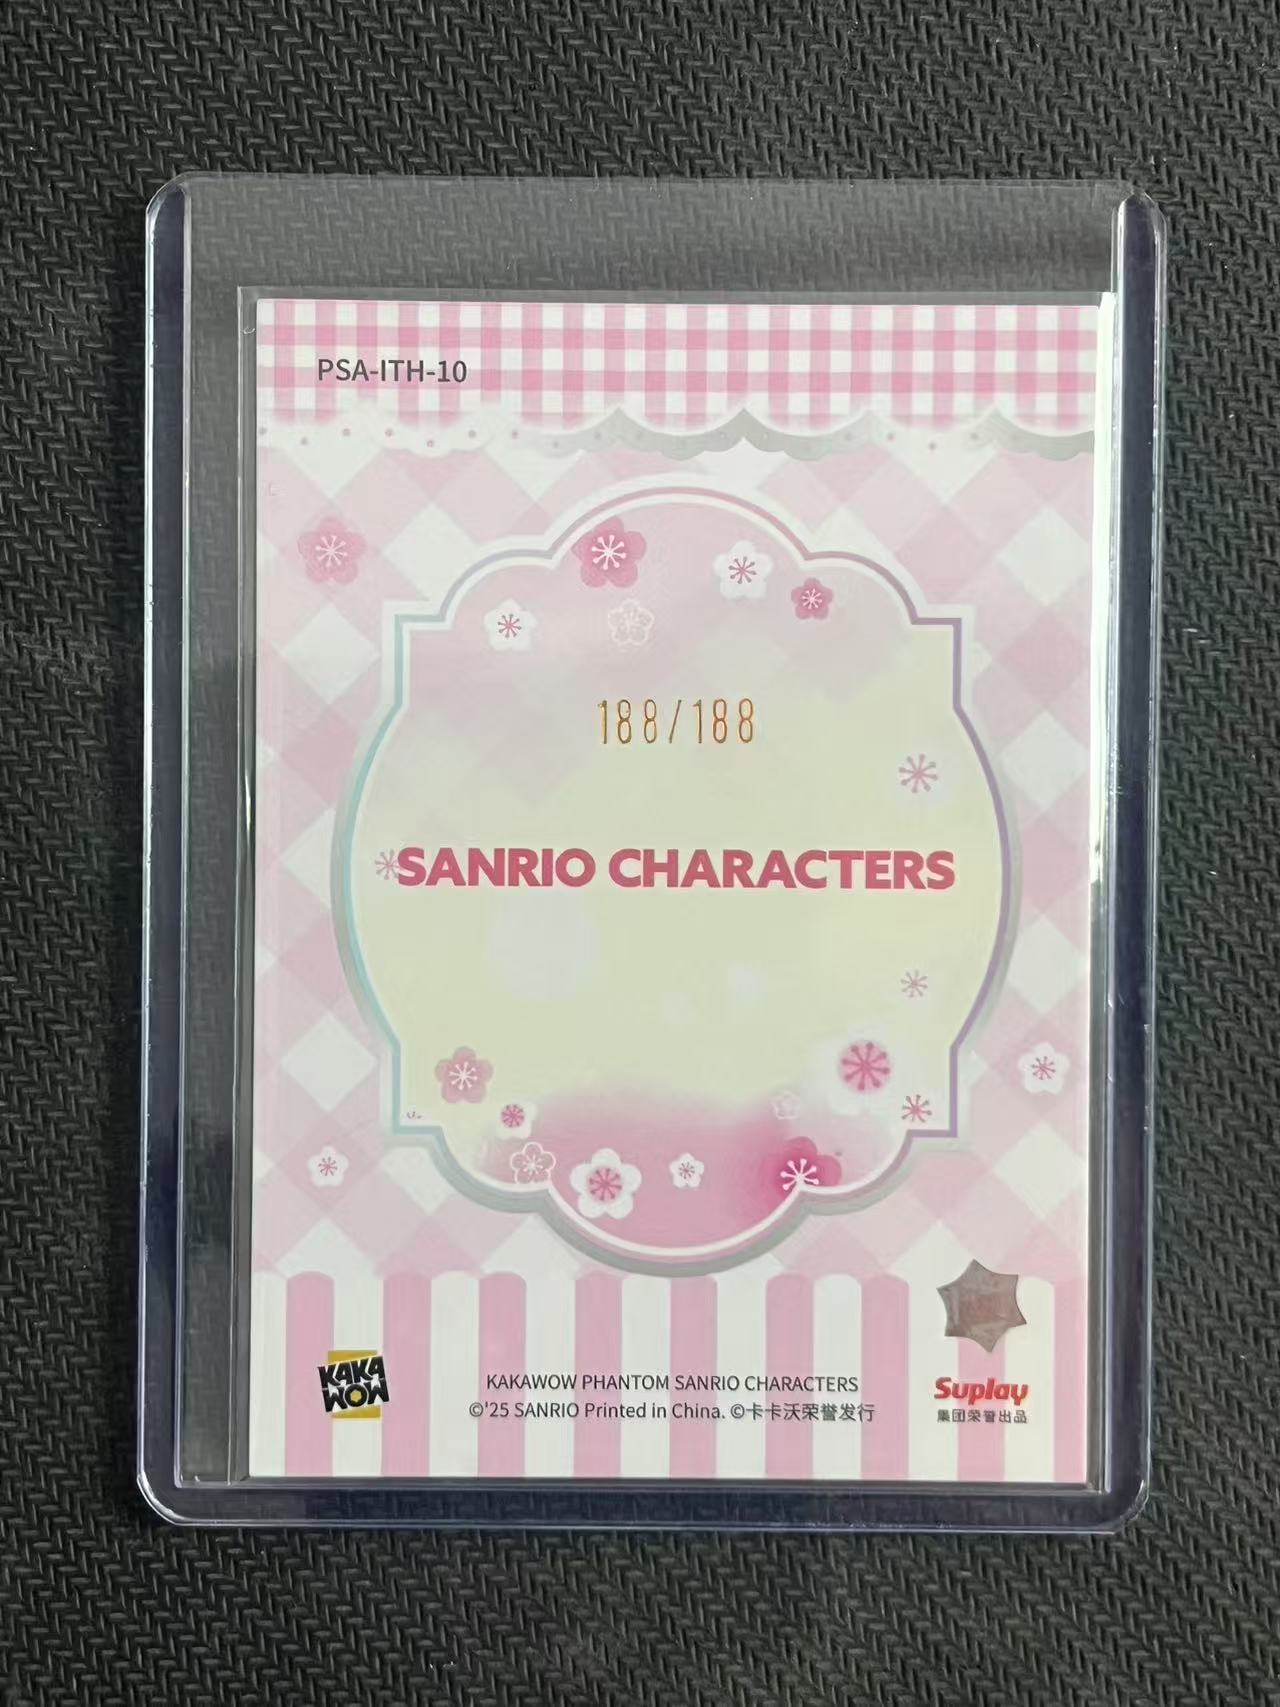 PSA-ITH-10
188/188
SANRIO CHARACTERS
KAKA
WOW
KAKAWOW PHANTOM SANRIO CHARACTERS
©'25 SANRIO Printed in China. ©卡卡沃荣誉发行
Suplay
集团荣誉出品